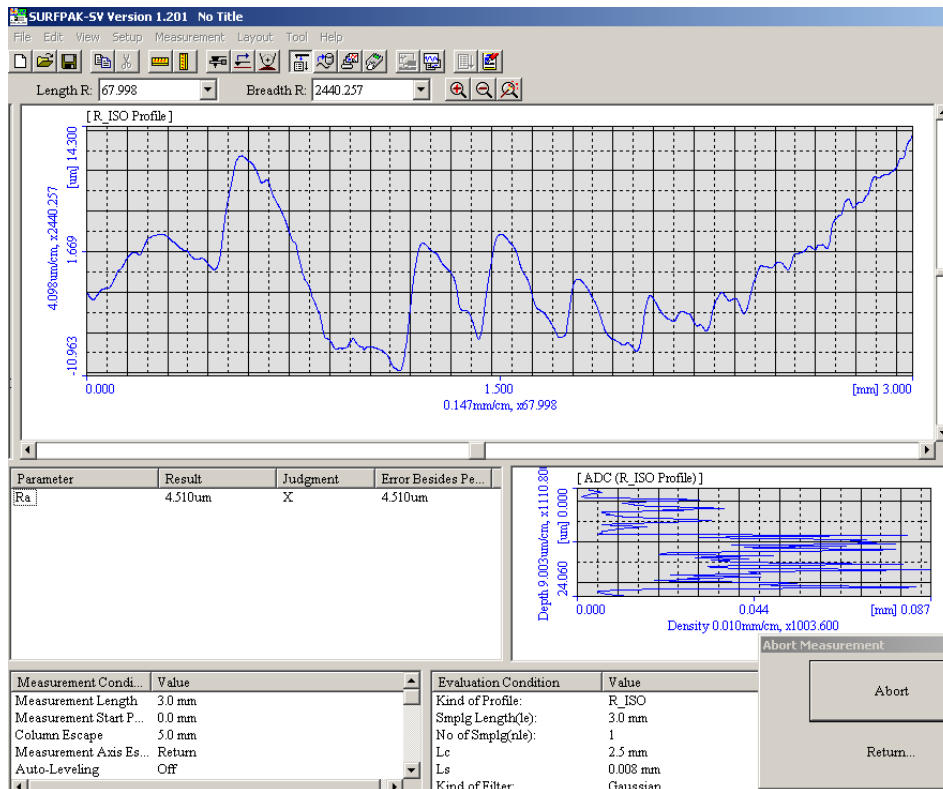 SURFPAK-SV Version 1.201 No Title
File Edit View Setup Measurement Layout Tool Help
Length R: 67.998 Breadth R: 2440.257
[ R_ISO Profile ]
4.098um/cm, x2440.257
[um] 14.300
1.669
-10.963
0.000 1.500 [mm] 3.000
0.147mm/cm, x67.998
Parameter Result Judgment Error Besides Pe...
Ra 4.510um X 4.510um
[ ADC (R_ISO Profile) ]
Depth 9.003um/cm, x1110.80
[um] 0.000
24.060
0.000 0.044 [mm] 0.087
Density 0.010mm/cm, x1003.600
Abort Measurement
Abort
Return...
Measurement Condi... Value
Measurement Length 3.0 mm
Measurement Start P... 0.0 mm
Column Escape 5.0 mm
Measurement Axis Es... Return
Auto-Leveling Off
Evaluation Condition Value
Kind of Profile: R_ISO
Smplg Length(le): 3.0 mm
No of Smplg(nle): 1
Lc 2.5 mm
Ls 0.008 mm
Kind of Filter: Gaussian